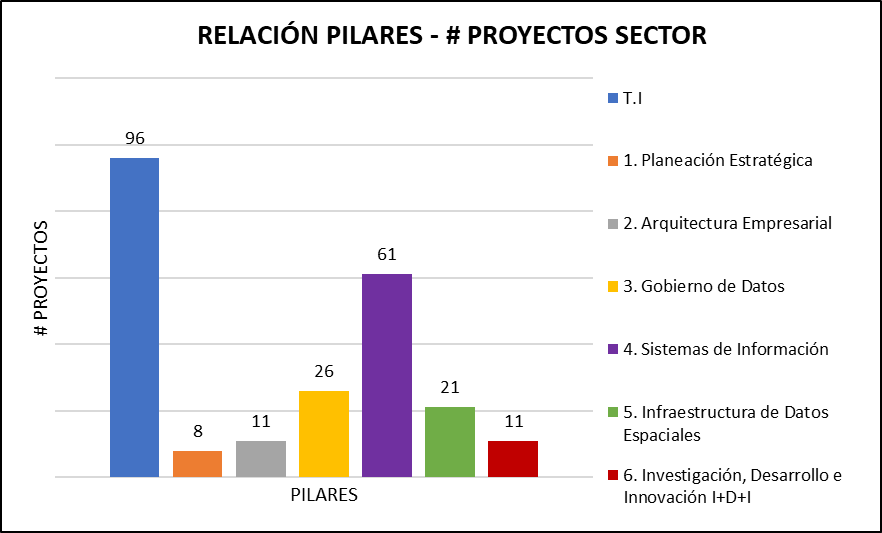 RELACIÓN PILARES - # PROYECTOS SECTOR
# PROYECTOS
96
8
11
26
61
21
11
PILARES
T.I
1. Planeación Estratégica
2. Arquitectura Empresarial
3. Gobierno de Datos
4. Sistemas de Información
5. Infraestructura de Datos
Espaciales
6. Investigación, Desarrollo e
Innovación I+D+I